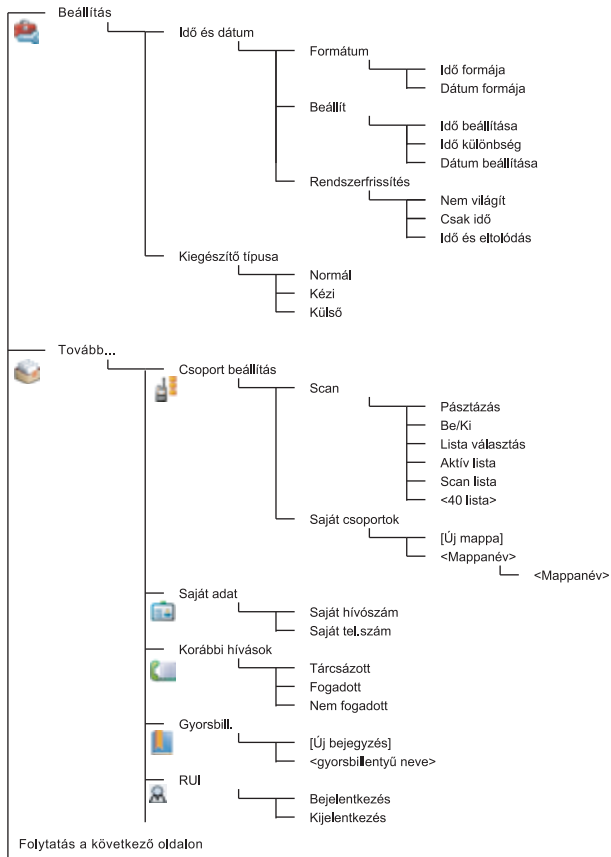 Beállítás
Idő és dátum
Formátum
Idő formája
Dátum formája
Beállít
Idő beállítása
Idő különbség
Dátum beállítása
Rendszerfrissítés
Nem világít
Csak idő
Idő és eltolódás
Kiegészítő típusa
Normál
Kézi
Külső
Tovább...
Csoport beállítás
Scan
Pásztázás
Be/Ki
Lista választás
Aktív lista
Scan lista
<40 lista>
Saját csoportok
[Új mappa]
<Mappanév>
<Mappanév>
Saját adat
Saját hívószám
Saját tel.szám
Korábbi hívások
Tárcsázott
Fogadott
Nem fogadott
Gyorsbill.
[Új bejegyzés]
<gyorsbillentyű neve>
RUI
Bejelentkezés
Kijelentkezés
Folytatás a következő oldalon